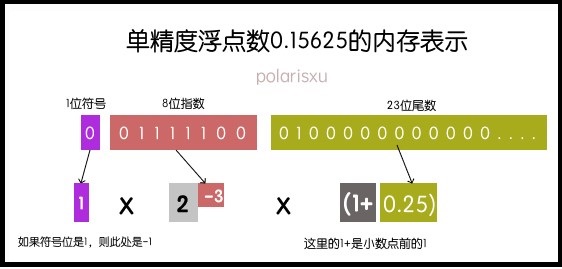 单精度浮点数0.15625的内存表示
polarisxu
1位符号 8位指数 23位尾数
0 0 1 1 1 1 1 0 0 0 1 0 0 0 0 0 0 0 0 0 0 0 0 . . . .
1 x 2 -3 x (1+ 0.25)
如果符号位是1，则此处是-1 这里的1+是小数点前的1